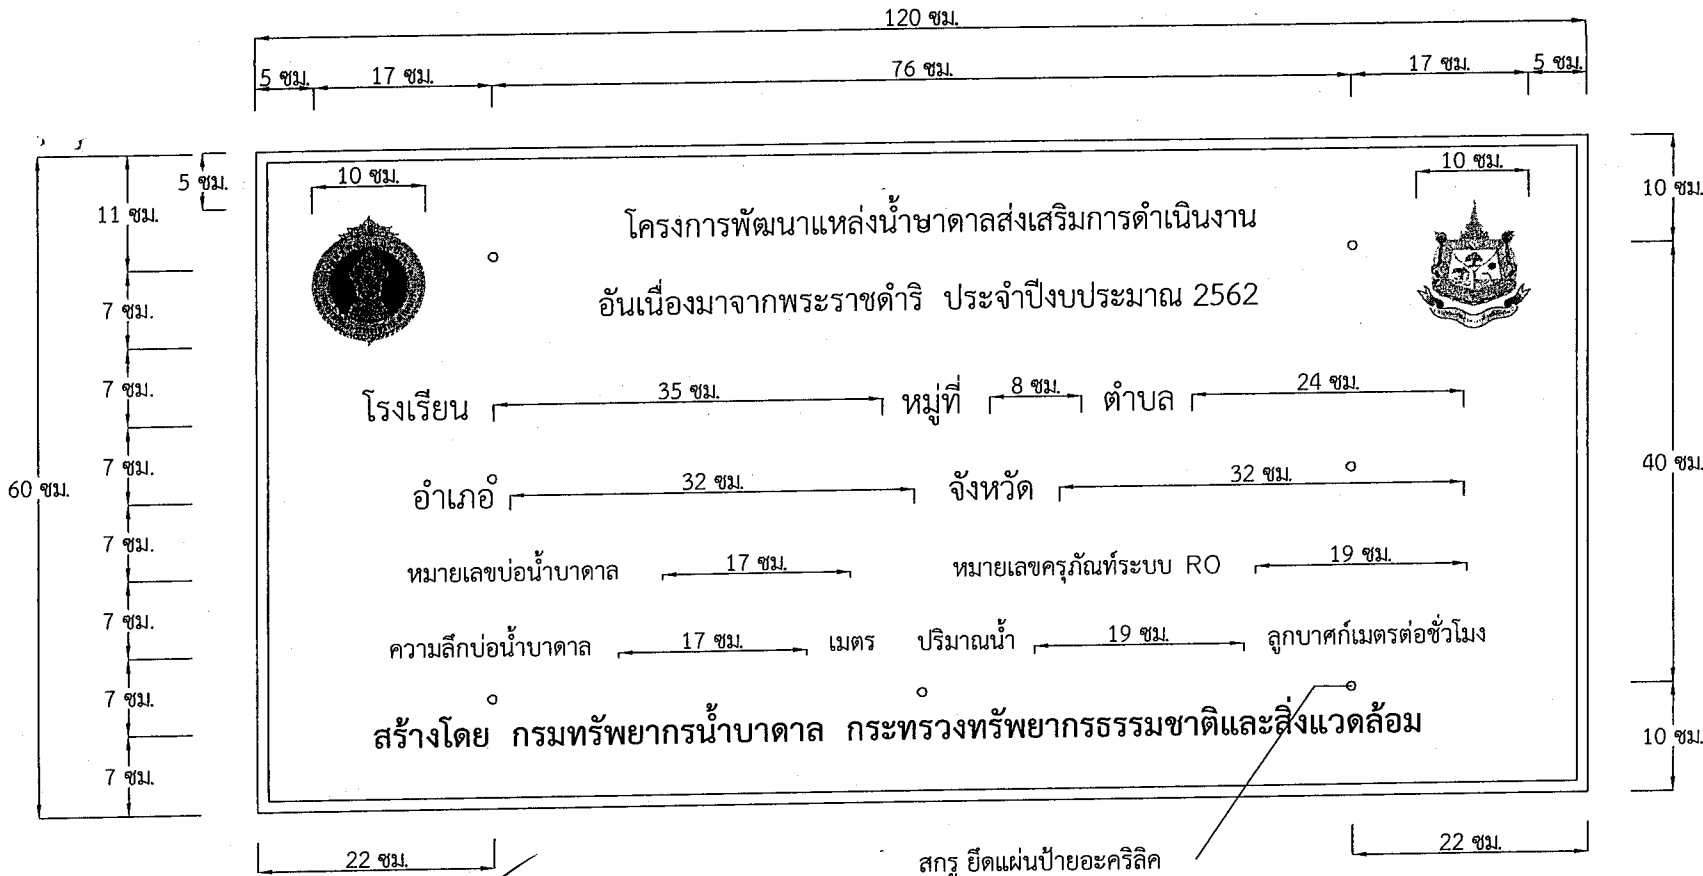 120 ซม.
5 ซม. 17 ซม. 76 ซม. 17 ซม. 5 ซม.
5 ซม. 10 ซม. 10 ซม. 10 ซม.
11 ซม. โครงการพัฒนาแหล่งน้ำษาดาลส่งเสริมการดำเนินงาน
7 ซม. อันเนื่องมาจากพระราชดำริ ประจำปีงบประมาณ 2562
7 ซม. โรงเรียน 35 ซม. หมู่ที่ 8 ซม. ตำบล 24 ซม.
60 ซม. 7 ซม. อำเภอ 32 ซม. จังหวัด 32 ซม. 40 ซม.
7 ซม. หมายเลขบ่อน้ำบาดาล 17 ซม. หมายเลขครุภัณฑ์ระบบ RO 19 ซม.
7 ซม. ความลึกบ่อน้ำบาดาล 17 ซม. เมตร ปริมาณน้ำ 19 ซม. ลูกบาศก์เมตรต่อชั่วโมง
7 ซม. สร้างโดย กรมทรัพยากรน้ำบาดาล กระทรวงทรัพยากรธรรมชาติและสิ่งแวดล้อม 10 ซม.
7 ซม.
22 ซม. สกรู ยึดแผ่นป้ายอะคริลิค 22 ซม.